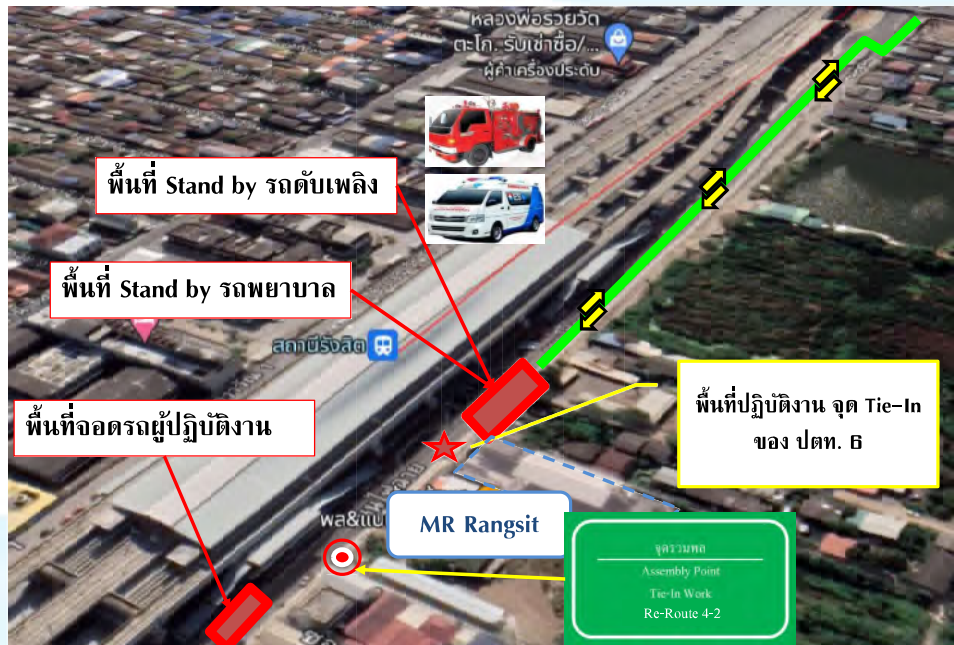 หลวงพ่อรวยวัด
ตะโก. รับเช่าซื้อ/...
ผู้ค้าเครื่องประดับ
พื้นที่ Stand by รถดับเพลิง
พื้นที่ Stand by รถพยาบาล
สถานีรังสิต
พื้นที่จอดรถผู้ปฏิบัติงาน
พื้นที่ปฏิบัติงาน จุด Tie-In
ของ ปตท. 6
MR Rangsit
จุดรวมพล
Assembly Point
Tie-In Work
Re-Route 4-2